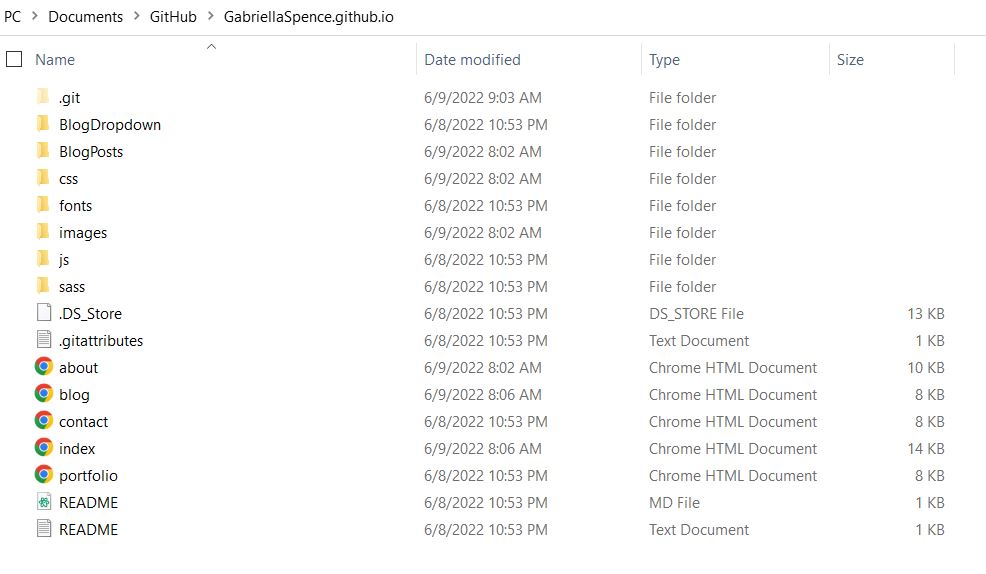 PC > Documents > GitHub > GabriellaSpence.github.io
Name Date modified Type Size
.git 6/9/2022 9:03 AM File folder
BlogDropdown 6/8/2022 10:53 PM File folder
BlogPosts 6/9/2022 8:02 AM File folder
css 6/9/2022 8:02 AM File folder
fonts 6/8/2022 10:53 PM File folder
images 6/9/2022 8:02 AM File folder
js 6/8/2022 10:53 PM File folder
sass 6/8/2022 10:53 PM File folder
.DS_Store 6/8/2022 10:53 PM DS_STORE File 13 KB
.gitattributes 6/8/2022 10:53 PM Text Document 1 KB
about 6/9/2022 8:02 AM Chrome HTML Document 10 KB
blog 6/9/2022 8:06 AM Chrome HTML Document 8 KB
contact 6/8/2022 10:53 PM Chrome HTML Document 8 KB
index 6/9/2022 8:06 AM Chrome HTML Document 14 KB
portfolio 6/8/2022 10:53 PM Chrome HTML Document 8 KB
README 6/8/2022 10:53 PM MD File 1 KB
README 6/8/2022 10:53 PM Text Document 1 KB